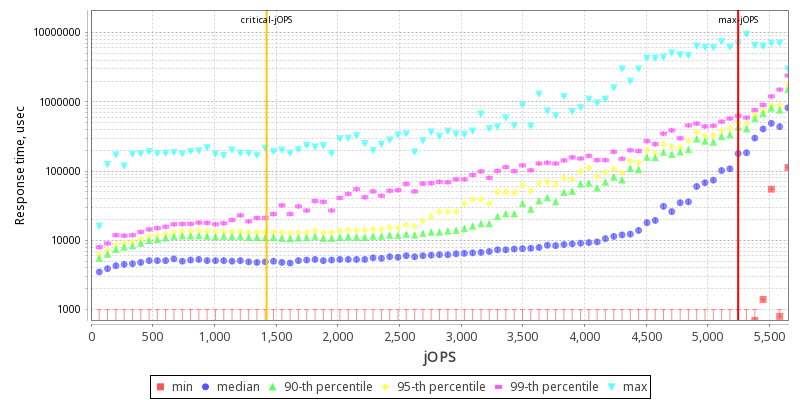 critical-jOPS max-jOPS
10000000
1000000
100000
10000
1000
Response time, usec
0 500 1,000 1,500 2,000 2,500 3,000 3,500 4,000 4,500 5,000 5,500
jOPS
min median 90-th percentile 95-th percentile 99-th percentile max